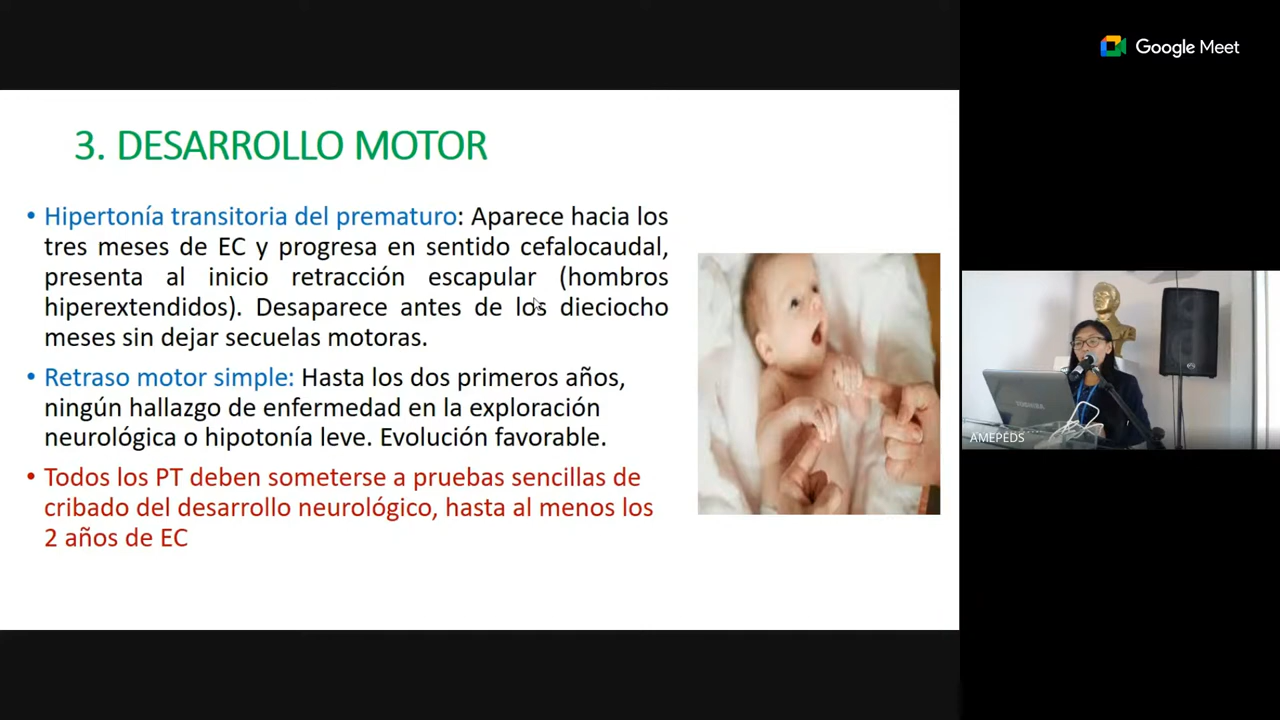 Google Meet
3. DESARROLLO MOTOR
• Hipertonía transitoria del prematuro: Aparece hacia los
tres meses de EC y progresa en sentido cefalocaudal,
presenta al inicio retracción escapular (hombros
hiperextendidos). Desaparece antes de los dieciocho
meses sin dejar secuelas motoras.
• Retraso motor simple: Hasta los dos primeros años,
ningún hallazgo de enfermedad en la exploración
neurológica o hipotonía leve. Evolución favorable.
• Todos los PT deben someterse a pruebas sencillas de
cribado del desarrollo neurológico, hasta al menos los
2 años de EC
TOSHIBA
AMEPEDS